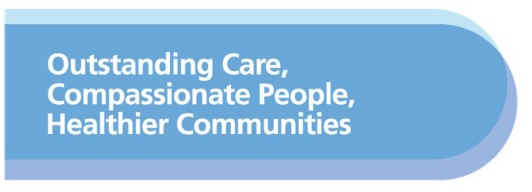 Outstanding Care,
Compassionate People,
Healthier Communities